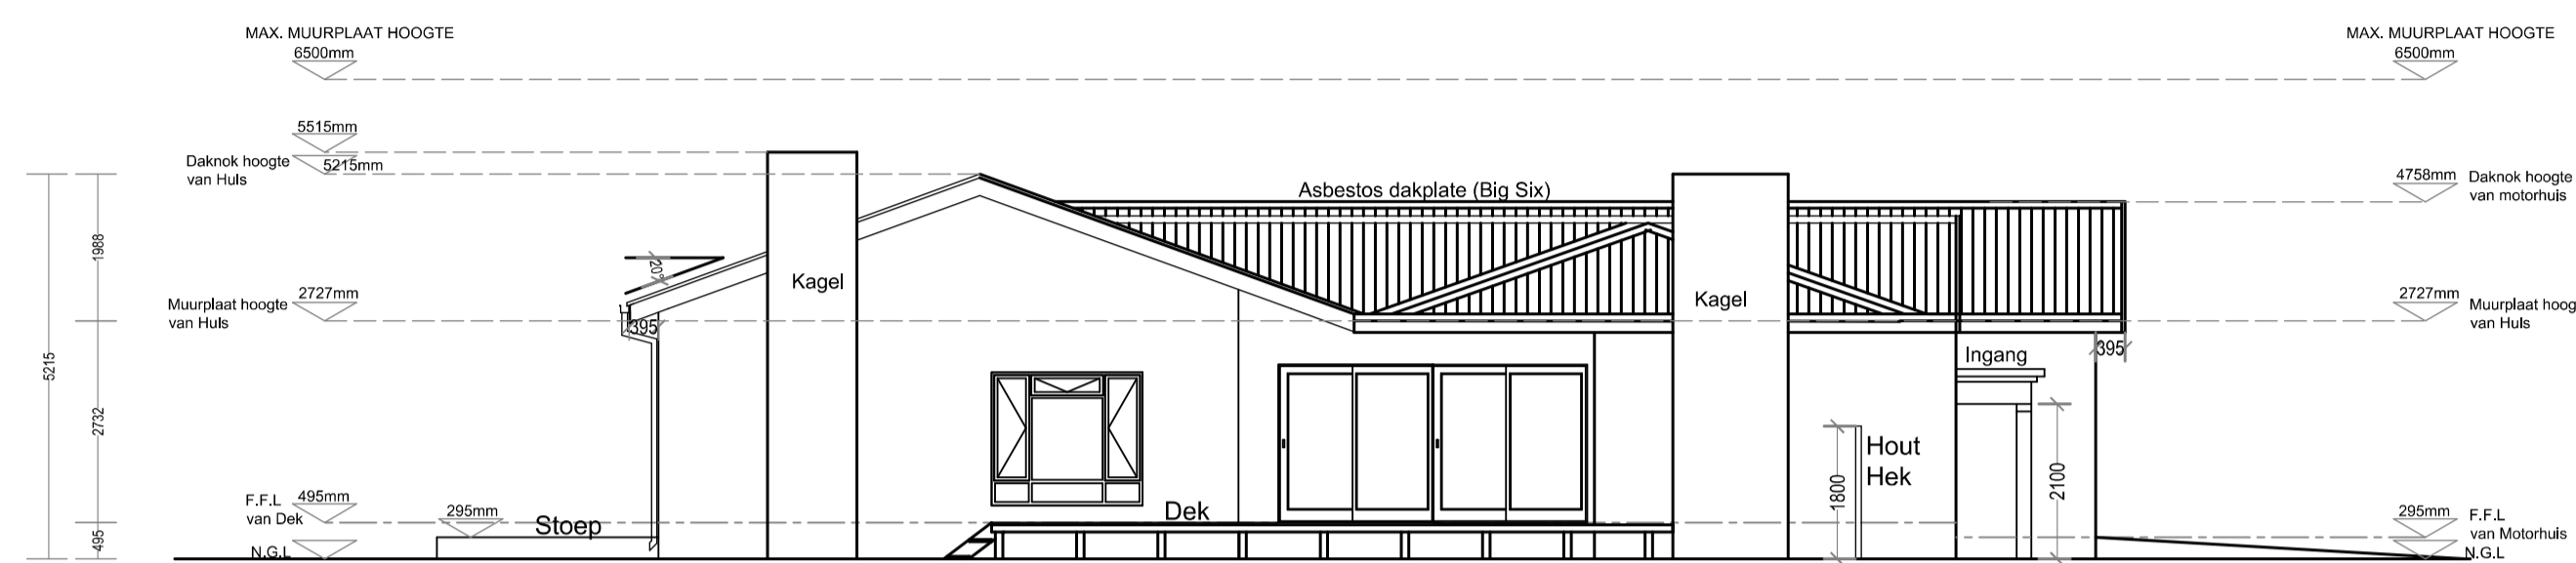 MAX. MUURPLAAT HOOGTE
6500mm
MAX. MUURPLAAT HOOGTE
6500mm
5515mm
Daknok hoogte
van Huls
5215mm
Asbestos dakplate (Big Six)
4758mm
Daknok hoogte
van motorhuis
1988
20°
Kagel
Kagel
Muurplaat hoogte
van Huls
2727mm
395
2727mm
Muurplaat hoog
van Huls
5215
Ingang
395
2732
Hout
Hek
1800
2100
F.F.L
van Dek
495mm
295mm
Stoep
Dek
295mm
F.F.L
van Motorhuis
495
N.G.L
N.G.L